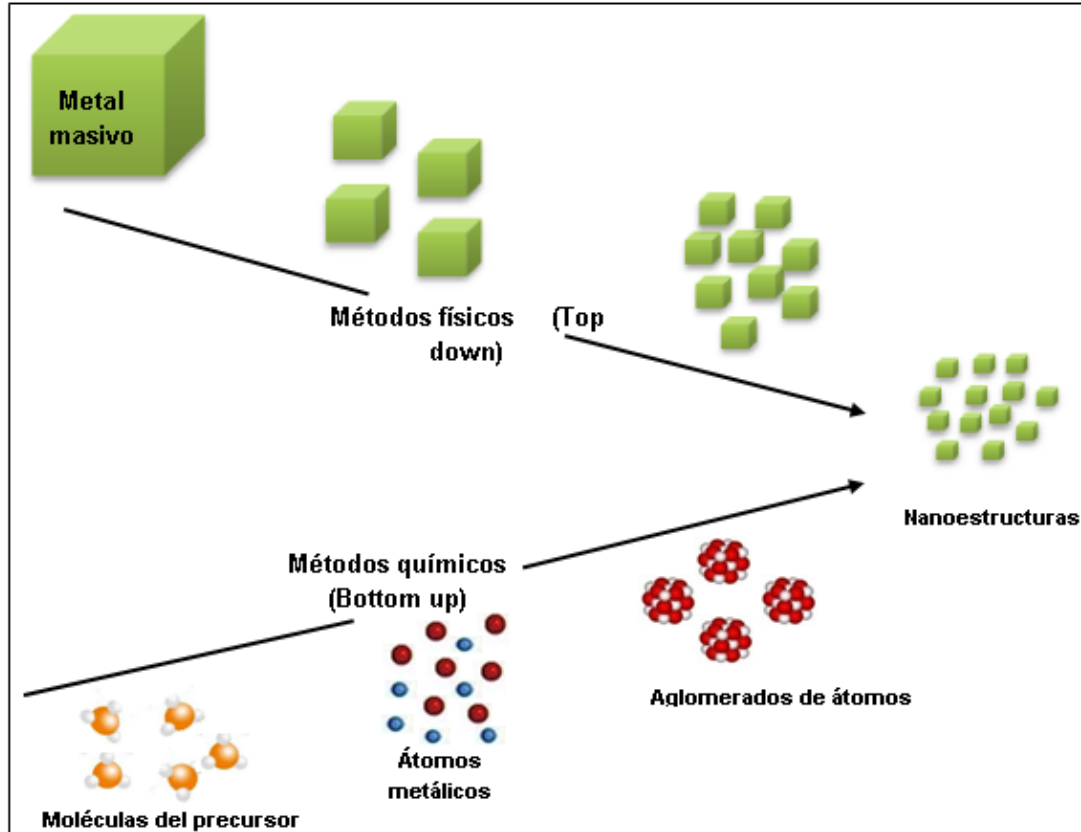 Metal
masivo
Métodos físicos (Top
down)
Nanoestructuras
Métodos químicos
(Bottom up)
Aglomerados de átomos
Átomos
metálicos
Moléculas del precursor